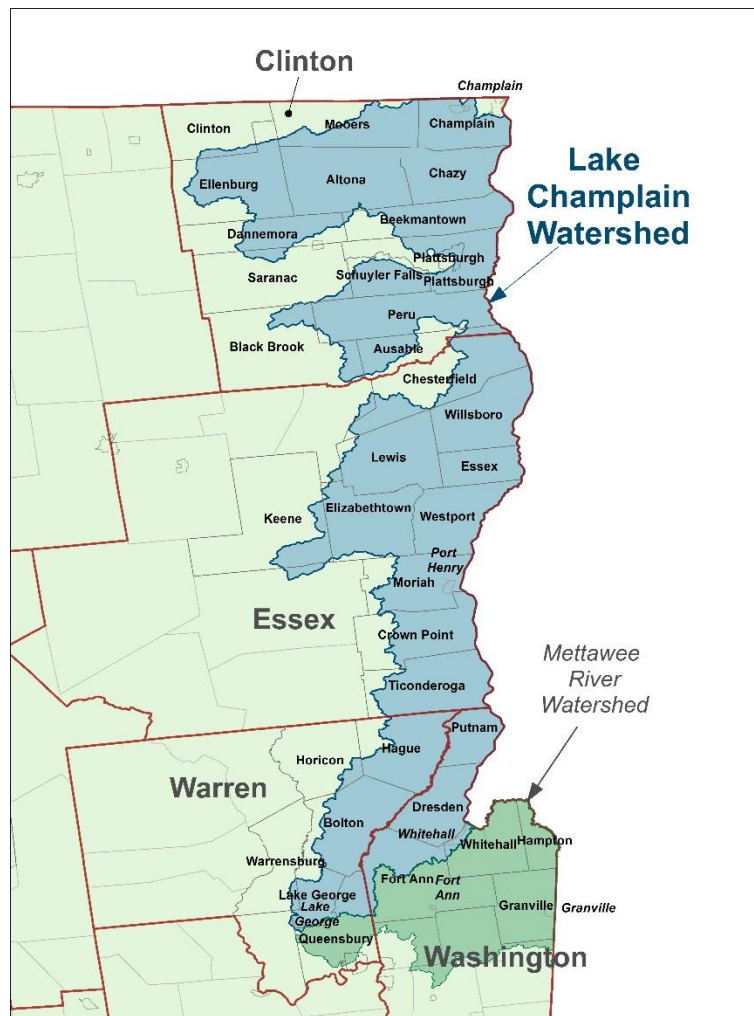 Clinton
Champlain
Clinton
Mooers
Champlain
Lake
Champlain
Watershed
Ellenburg
Altona
Chazy
Dannemora
Beekmantown
Saranac
Schuyler Falls
Plattsburgh
Plattsburgh
Peru
Black Brook
Ausable
Chesterfield
Willsboro
Lewis
Essex
Keene
Elizabethtown
Westport
Port
Henry
Moriah
Essex
Crown Point
Ticonderoga
Mettawee
River
Watershed
Putnam
Hague
Horicon
Warren
Dresden
Bolton
Whitehall
Whitehall
Hampton
Warrensburg
Fort Ann
Fort
Ann
Lake George
Lake
George
Granville
Granville
Queensbury
Washington